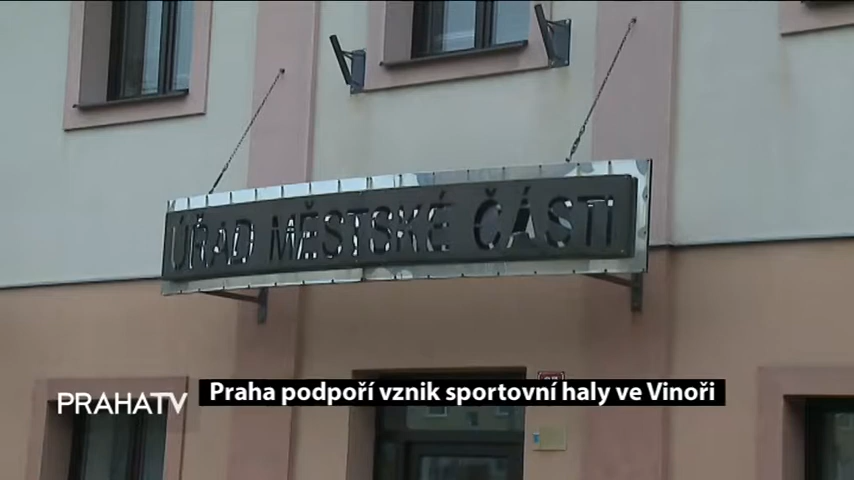 ÚŘAD MĚSTSKÉ ČÁSTI
PRAHATV
Praha podpoří vznik sportovní haly ve Vinoři